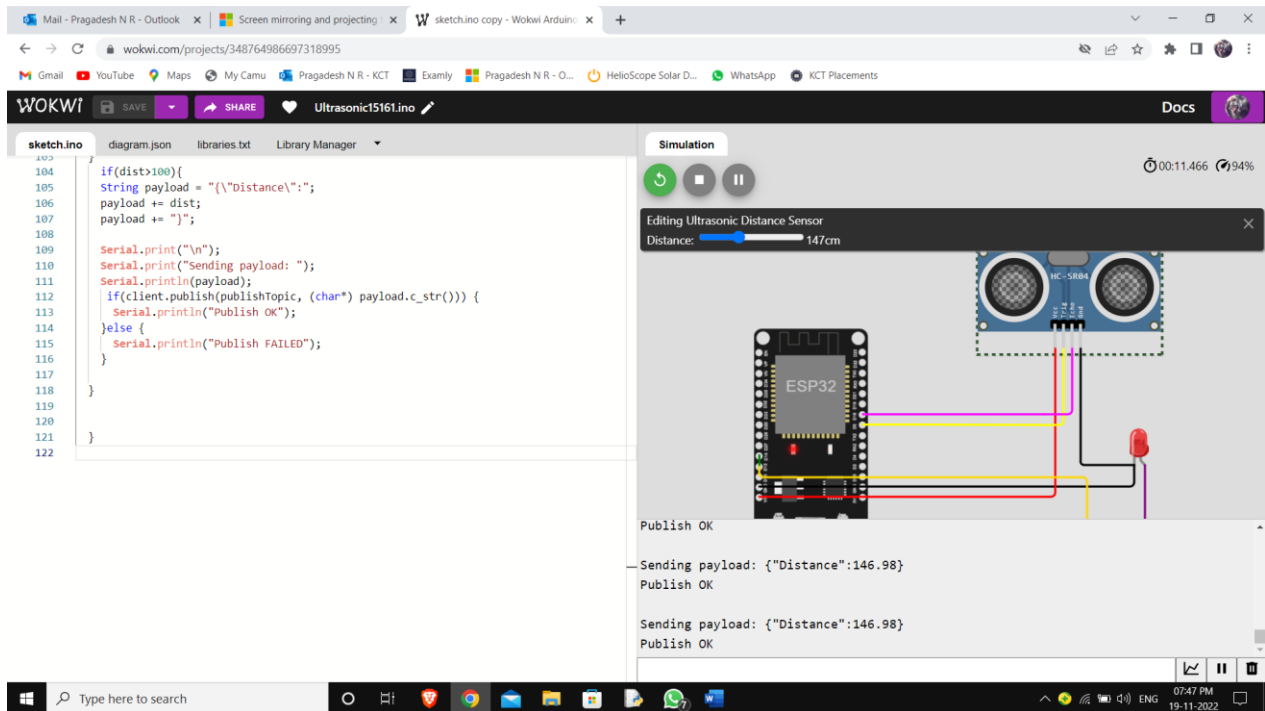 Mail - Pragadesh N R - Outlook
Screen mirroring and projecting t
sketch.ino copy - Wokwi Arduino
wokwi.com/projects/348764986697318995
Gmail YouTube Maps My Camu Pragadesh N R - KCT Examly Pragadesh N R - O... HelioScope Solar D... WhatsApp KCT Placements
WOKWI SAVE SHARE Ultrasonic15161.ino Docs
sketch.ino diagram.json libraries.txt Library Manager
103 }
104 if(dist>100){
105 String payload = "{\"Distance\":";
106 payload += dist;
107 payload += "}";
108
109 Serial.print("\n");
110 Serial.print("Sending payload: ");
111 Serial.println(payload);
112 if(client.publish(publishTopic, (char*) payload.c_str())) {
113 Serial.println("Publish OK");
114 }else {
115 Serial.println("Publish FAILED");
116 }
117
118 }
119
120
121 }
122
Simulation
00:11.466 94%
Editing Ultrasonic Distance Sensor
Distance: 147cm
HC-SR04
Vcc
Trig
Echo
Gnd
ESP32
Publish OK
Sending payload: {"Distance":146.98}
Publish OK
Sending payload: {"Distance":146.98}
Publish OK
Type here to search
7
ENG
07:47 PM
19-11-2022